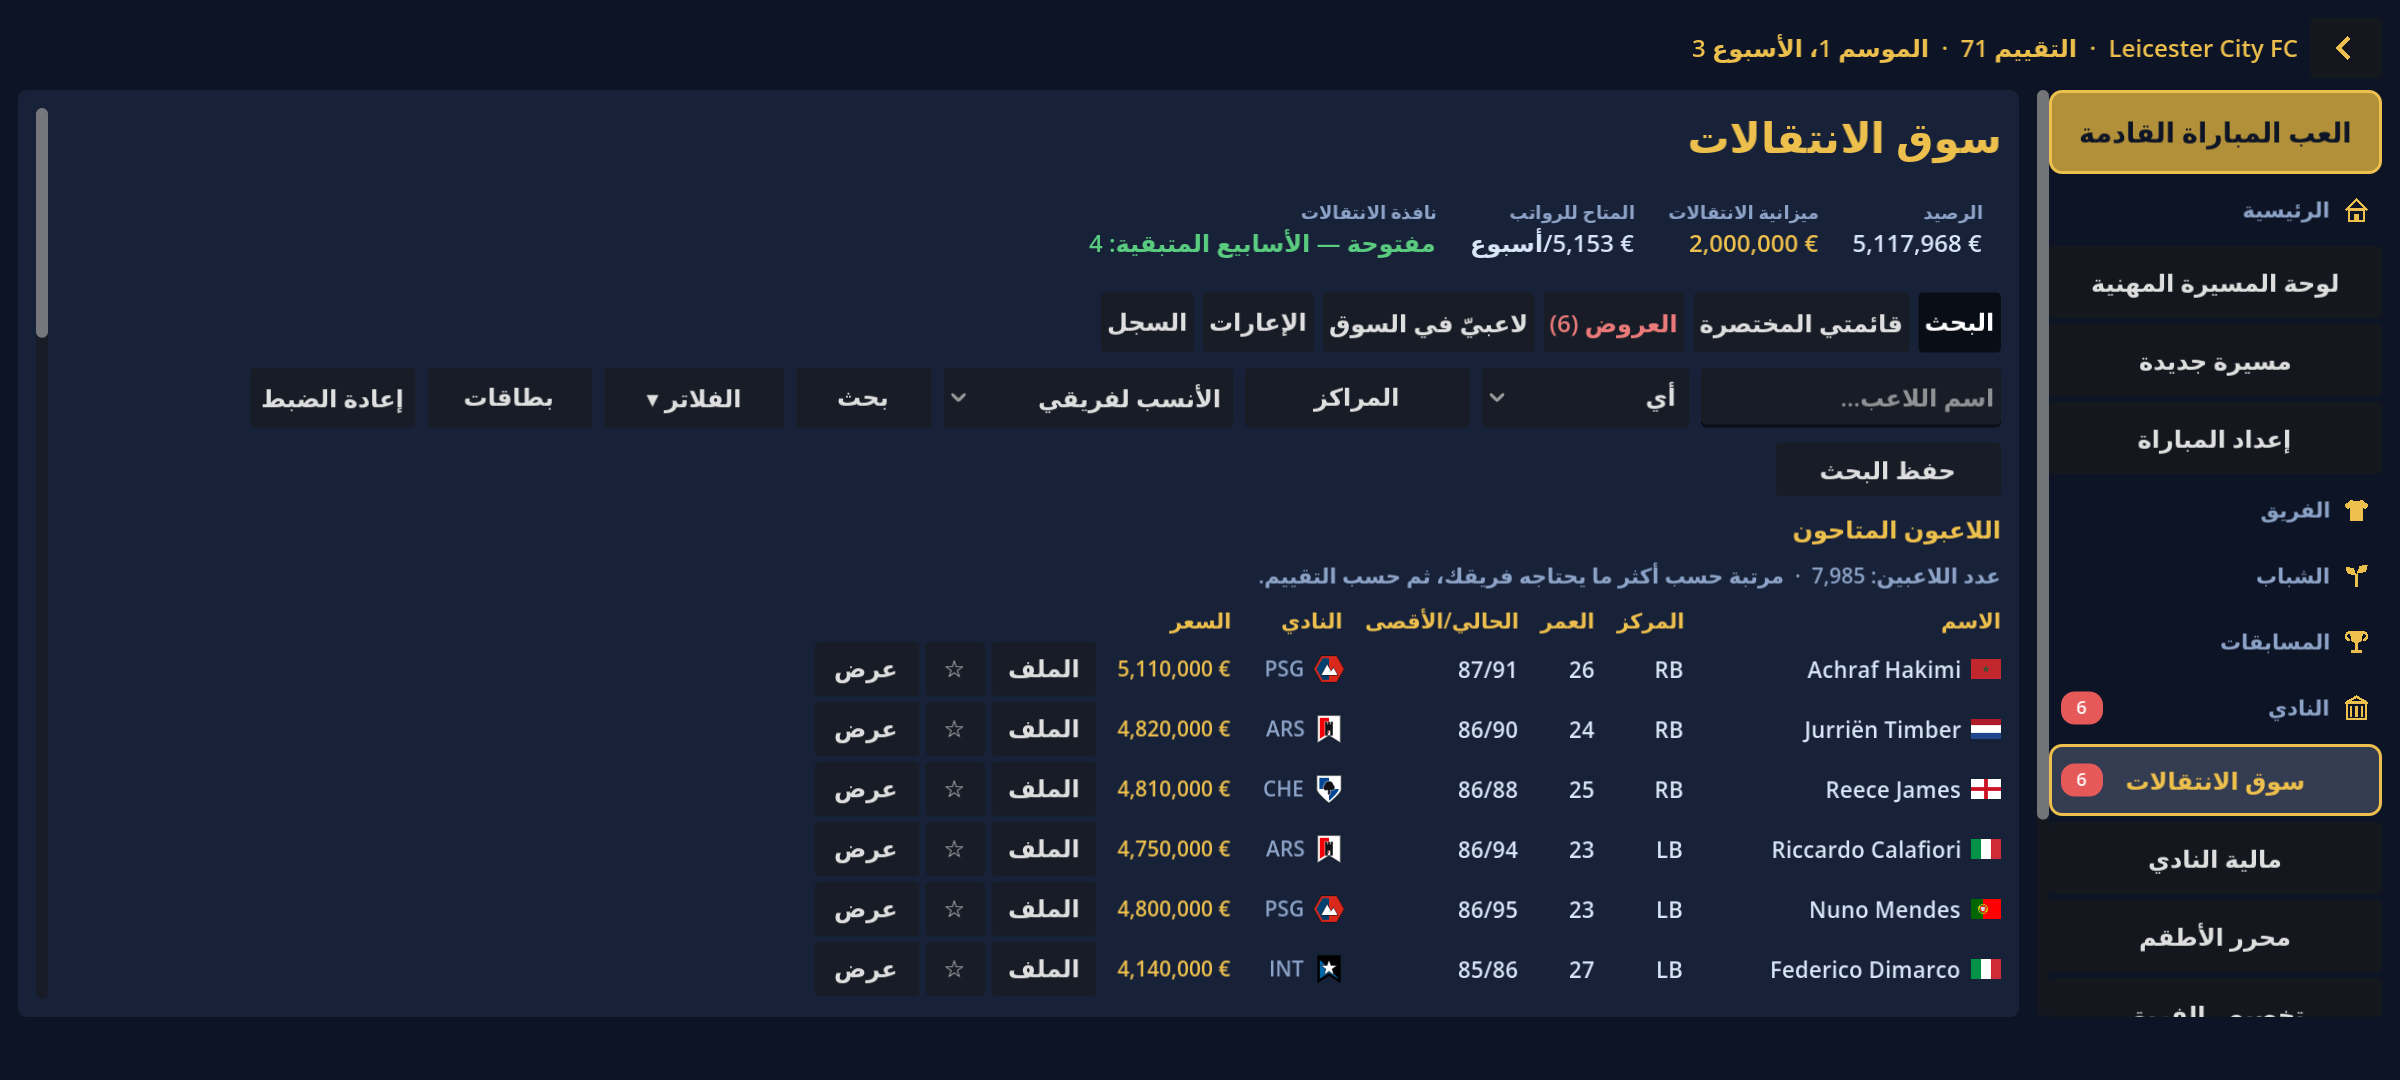 Leicester City FC · التقييم 71 · الموسم 1، الأسبوع 3
العب المباراة القادمة
الرئيسية
لوحة المسيرة المهنية
مسيرة جديدة
إعداد المباراة
الفريق
الشباب
المسابقات
النادي 6
سوق الانتقالات 6
مالية النادي
محرر الأطقم
سوق الانتقالات
الرصيد ميزانية الانتقالات المتاح للرواتب نافذة الانتقالات
5,117,968 € 2,000,000 € 5,153 €/أسبوع مفتوحة — الأسابيع المتبقية: 4
البحث قائمتي المختصرة العروض (6) لاعبيّ في السوق الإعارات السجل
اسم اللاعب... أي المراكز الأنسب لفريقي بحث الفلاتر ▾ بطاقات إعادة الضبط
حفظ البحث
اللاعبون المتاحون
عدد اللاعبين: 7,985 · مرتبة حسب أكثر ما يحتاجه فريقك، ثم حسب التقييم.
الاسم المركز العمر الحالي/الأقصى النادي السعر
Achraf Hakimi RB 26 87/91 PSG 5,110,000 € الملف ☆ عرض
Jurriën Timber RB 24 86/90 ARS 4,820,000 € الملف ☆ عرض
Reece James RB 25 86/88 CHE 4,810,000 € الملف ☆ عرض
Riccardo Calafiori LB 23 86/94 ARS 4,750,000 € الملف ☆ عرض
Nuno Mendes LB 23 86/95 PSG 4,800,000 € الملف ☆ عرض
Federico Dimarco LB 27 85/86 INT 4,140,000 € الملف ☆ عرض